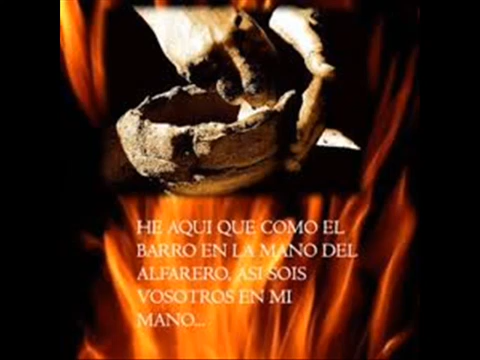 HE AQUI QUE COMO EL
BARRO EN LA MANO DEL
ALFARERO, ASI SOIS
VOSOTROS EN MI
MANO...